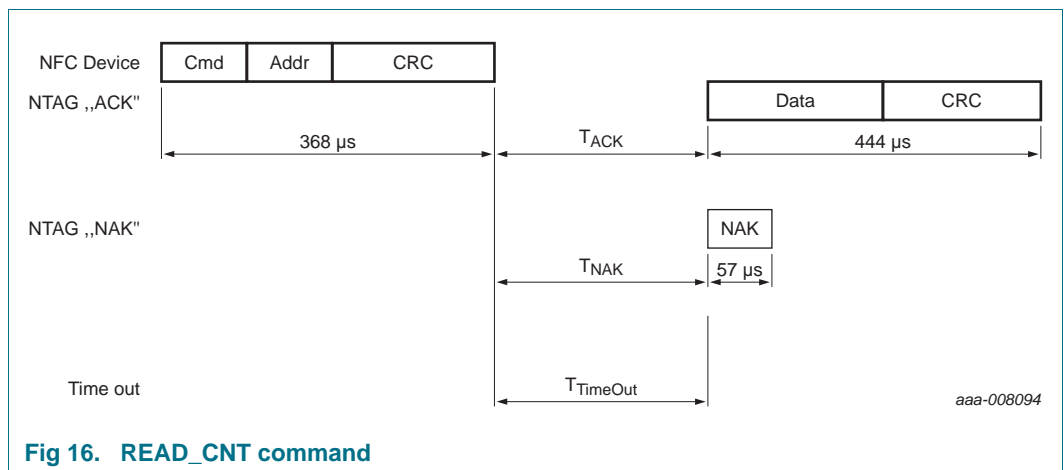 NFC Device Cmd Addr CRC
NTAG ,,ACK" Data CRC
368 µs TACK 444 µs
NTAG ,,NAK" NAK
TNAK 57 µs
Time out TTimeOut aaa-008094
Fig 16. READ_CNT command